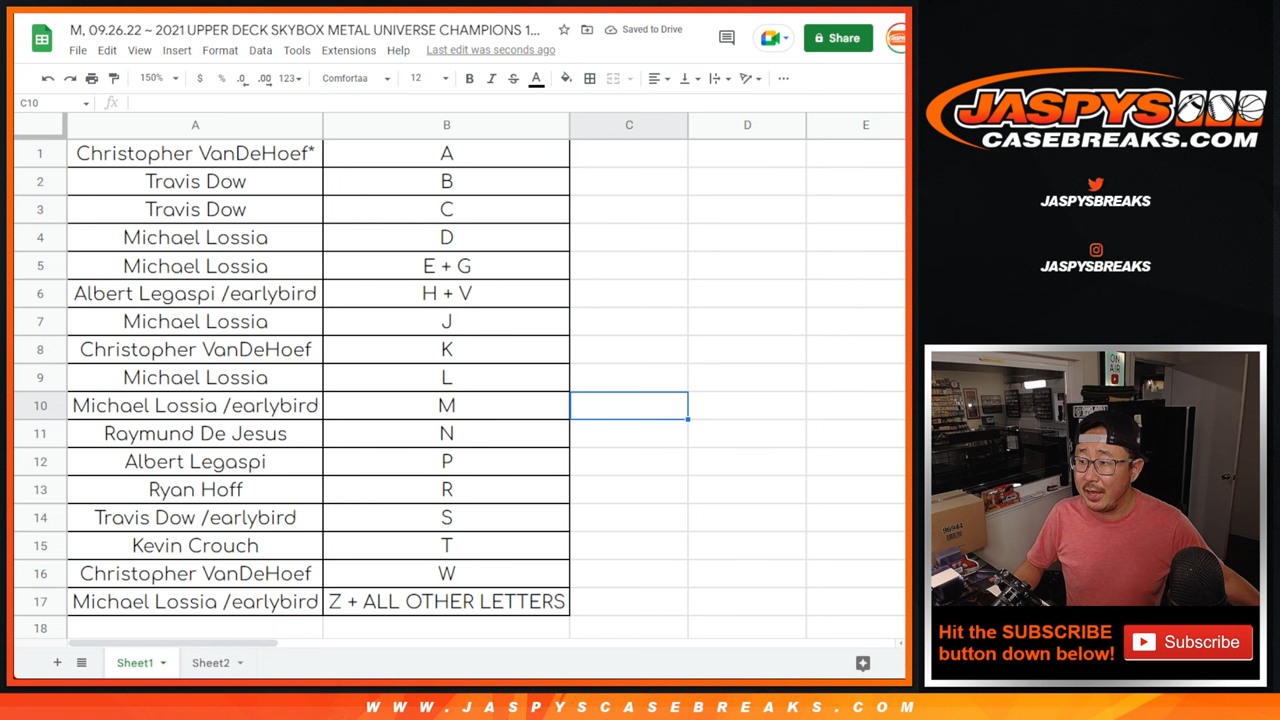 M, 09.26.22 ~ 2021 UPPER DECK SKYBOX METAL UNIVERSE CHAMPIONS 1...
Saved to Drive
Share
File Edit View Insert Format Data Tools Extensions Help Last edit was seconds ago
150% $ % .0 .00 123 Comfortaa 12 B I S A
C10 fx
A B C D E
1 Christopher VanDeHoef* A
2 Travis Dow B
3 Travis Dow C
4 Michael Lossia D
5 Michael Lossia E + G
6 Albert Legaspi /earlybird H + V
7 Michael Lossia J
8 Christopher VanDeHoef K
9 Michael Lossia L
10 Michael Lossia /earlybird M
11 Raymund De Jesus N
12 Albert Legaspi P
13 Ryan Hoff R
14 Travis Dow /earlybird S
15 Kevin Crouch T
16 Christopher VanDeHoef W
17 Michael Lossia /earlybird Z + ALL OTHER LETTERS
18
Sheet1 Sheet2
JASPYS
CASEBREAKS.COM
JASPYSBREAKS
JASPYSBREAKS
ON AIR
96944
Hit the SUBSCRIBE
button down below!
Subscribe
WWW.JASPYSCASEBREAKS.COM